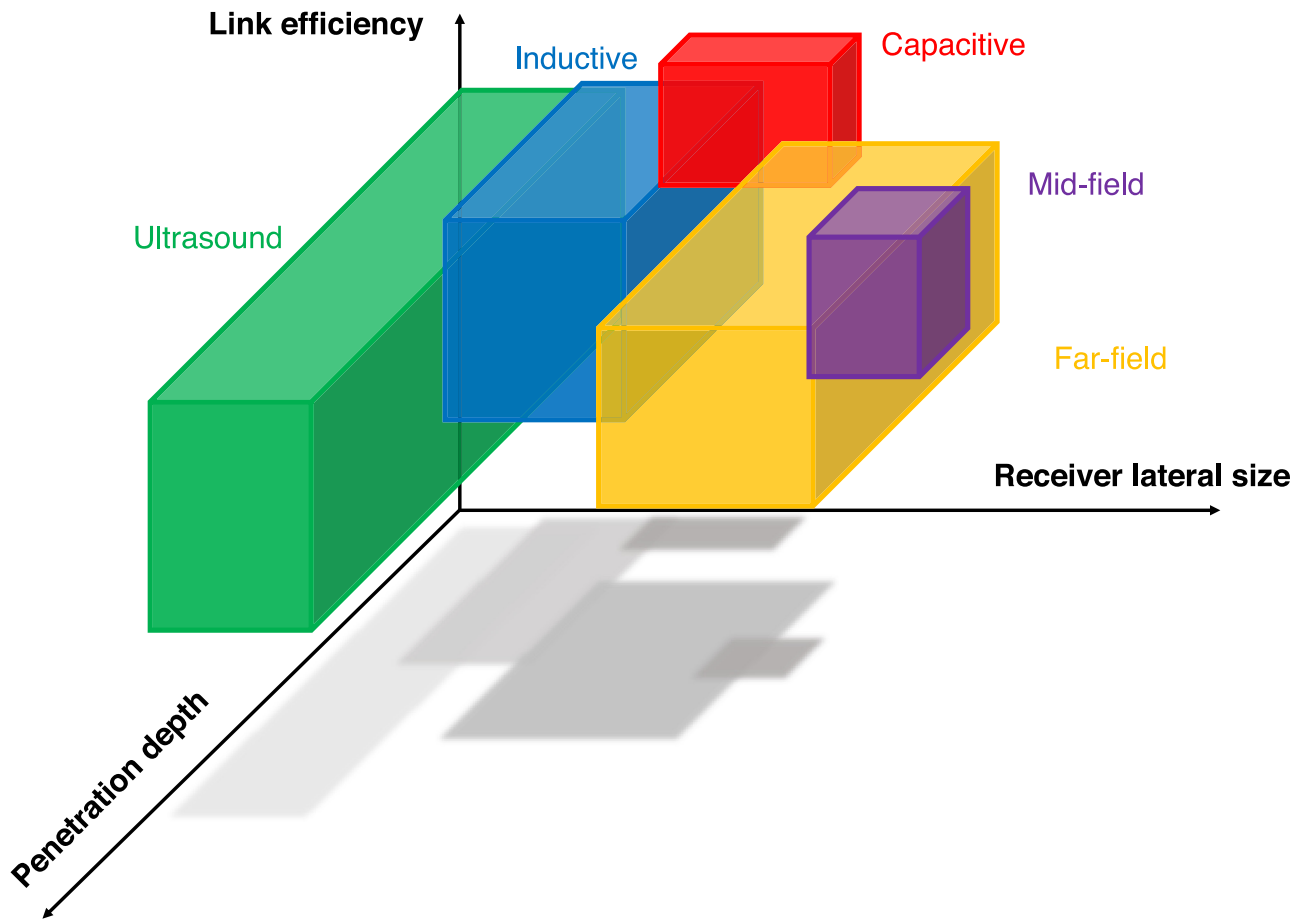 Link efficiency
Capacitive
Inductive
Mid-field
Ultrasound
Far-field
Receiver lateral size
Penetration depth